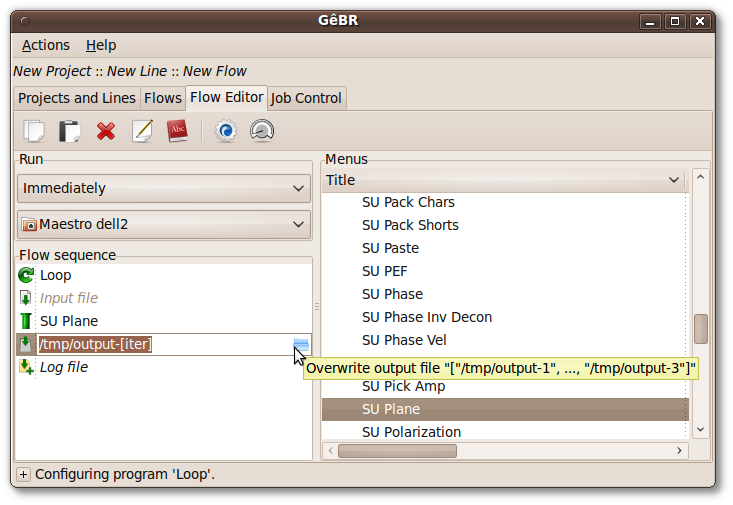 GêBR
Actions Help
New Project :: New Line :: New Flow
Projects and Lines Flows Flow Editor Job Control
Abc
Run
Immediately
Maestro dell2
Flow sequence
Loop
Input file
SU Plane
/tmp/output-[iter]
Log file
Menus
Title
SU Pack Chars
SU Pack Shorts
SU Paste
SU PEF
SU Phase
SU Phase Inv Decon
SU Phase Vel
Overwrite output file "["/tmp/output-1", ..., "/tmp/output-3"]"
SU Pick Amp
SU Plane
SU Polarization
Configuring program 'Loop'.